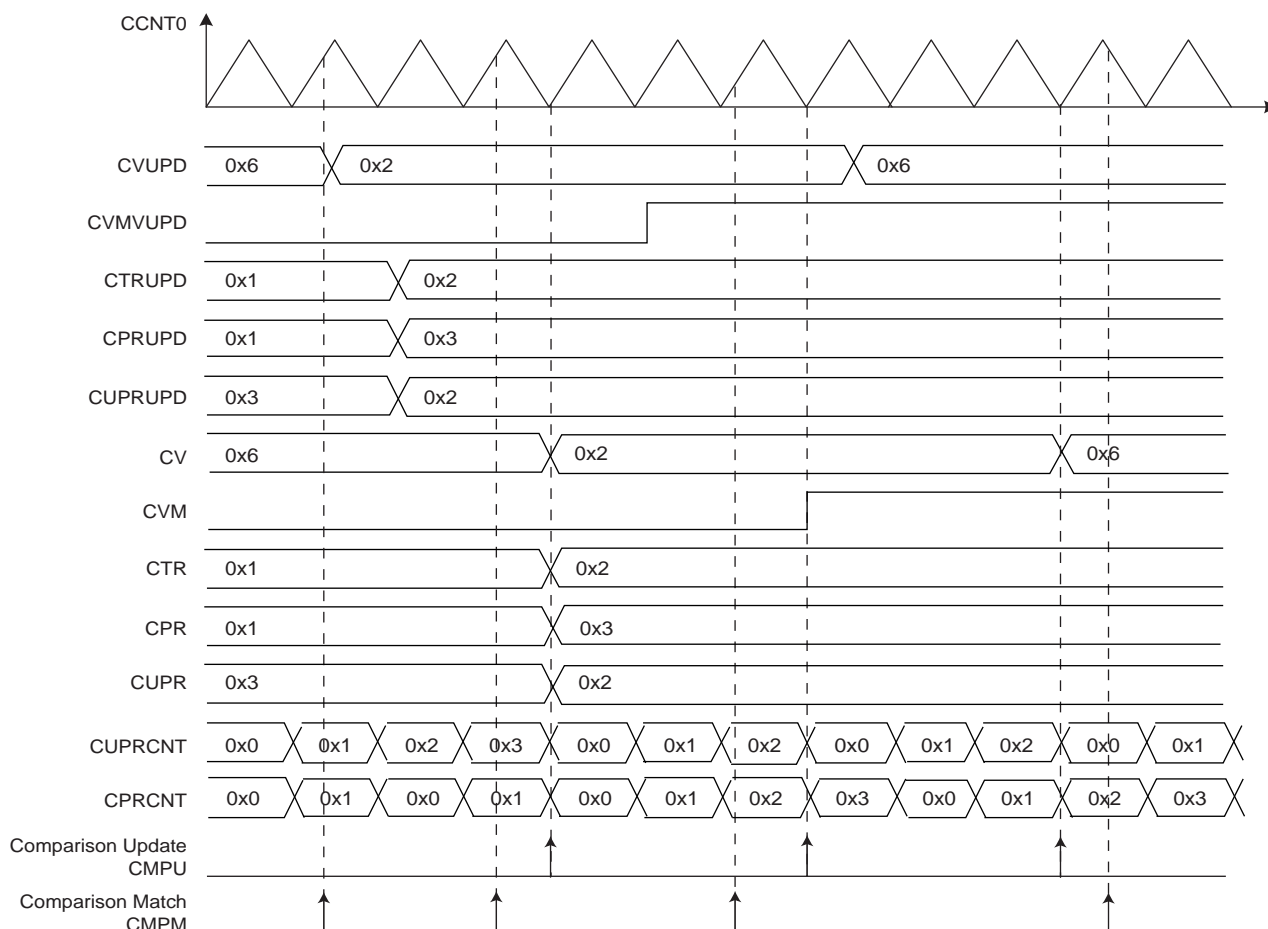 CCNT0
CVUPD 0x6 0x2 0x6
CVMVUPD
CTRUPD 0x1 0x2
CPRUPD 0x1 0x3
CUPRUPD 0x3 0x2
CV 0x6 0x2 0x6
CVM
CTR 0x1 0x2
CPR 0x1 0x3
CUPR 0x3 0x2
CUPRCNT 0x0 0x1 0x2 0x3 0x0 0x1 0x2 0x0 0x1 0x2 0x0 0x1
CPRCNT 0x0 0x1 0x0 0x1 0x0 0x1 0x2 0x3 0x0 0x1 0x2 0x3
Comparison Update
CMPU
Comparison Match
CMPM